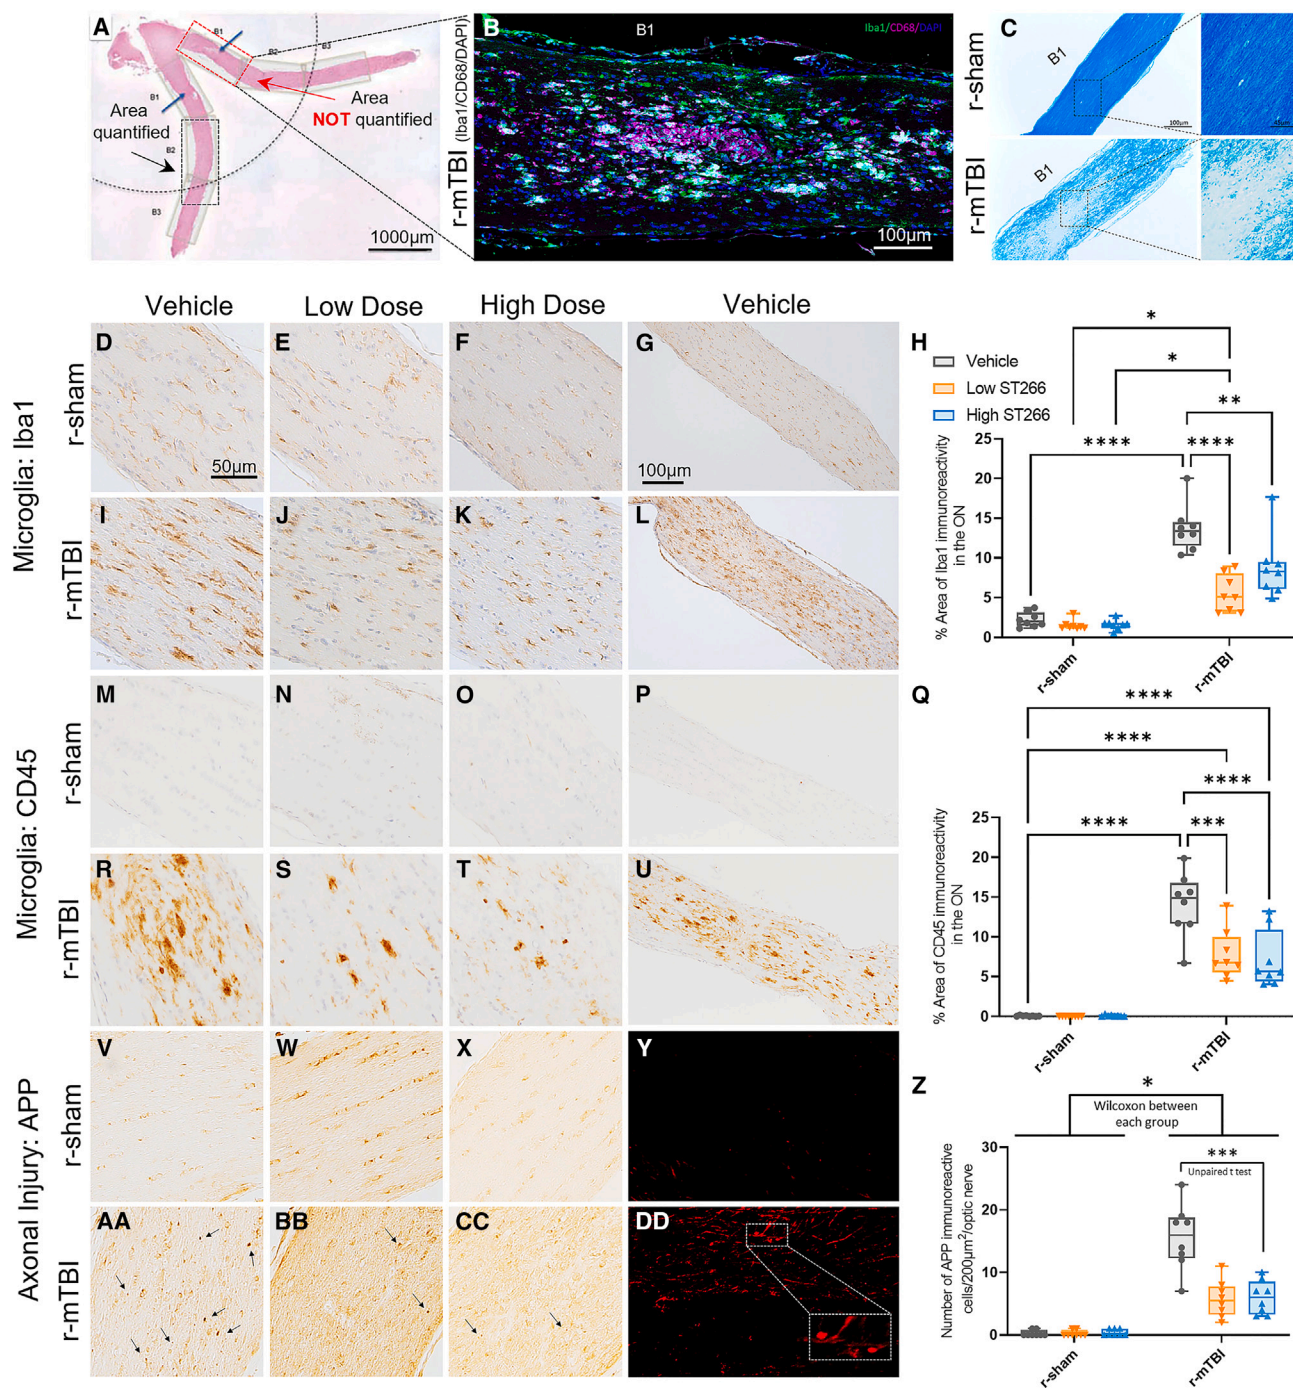 A
B1
B2
B3
Area
NOT quantified
B1
Area
quantified
B2
B3
1000µm
r-mTBI (Iba1/CD68/DAPI)
B
B1
Iba1/CD68/DAPI
100µm
C
r-sham
B1
100µm
r-mTBI
B1
Vehicle
Low Dose
High Dose
Vehicle
Microglia: Iba1
r-sham
D
50µm
E
F
G
100µm
r-mTBI
I
J
K
L
H
Vehicle
Low ST266
High ST266
*
*
**
****
****
% Area of Iba1 immunoreactivity
in the ON
25
20
15
10
5
0
r-sham
r-mTBI
Microglia: CD45
r-sham
M
N
O
P
r-mTBI
R
S
T
U
Q
****
****
****
****
***
% Area of CD45 immunoreactivity
in the ON
25
20
15
10
5
0
r-sham
r-mTBI
Axonal Injury: APP
r-sham
V
W
X
Y
r-mTBI
AA
BB
CC
DD
Z
*
Wilcoxon between
each group
***
Unpaired t test
Number of APP immunoreactive
cells/200µm²/optic nerve
30
20
10
0
r-sham
r-mTBI